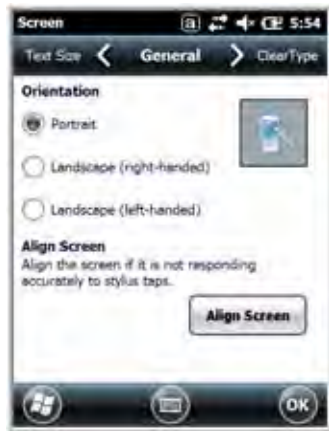 Screen a 5:54
Text Size General ClearType
Orientation
Portrait
Landscape (right-handed)
Landscape (left-handed)
Align Screen
Align the screen if it is not responding
accurately to stylus taps.
Align Screen
OK